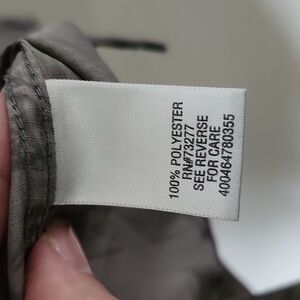 100% POLYESTER
RN#73277
SEE REVERSE
FOR CARE
400464780355